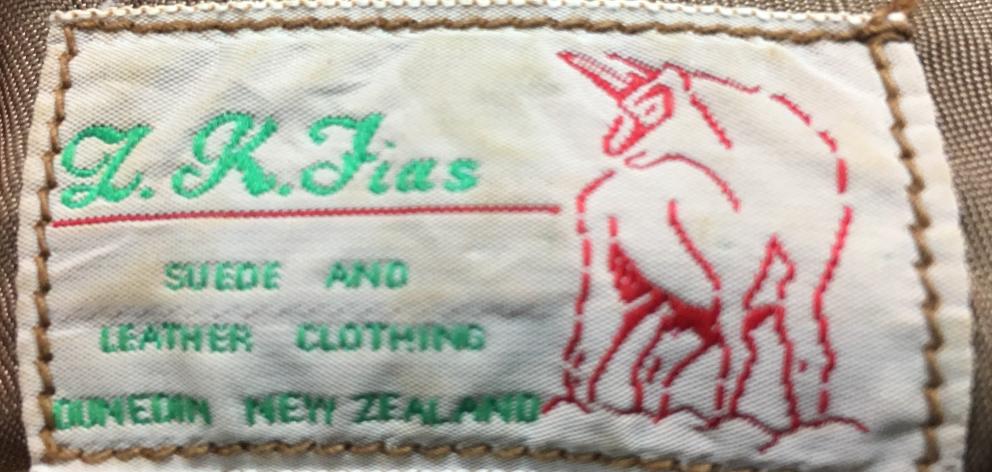 Z. K. Fias
SUEDE AND
LEATHER CLOTHING
DUNEDIN NEW ZEALAND